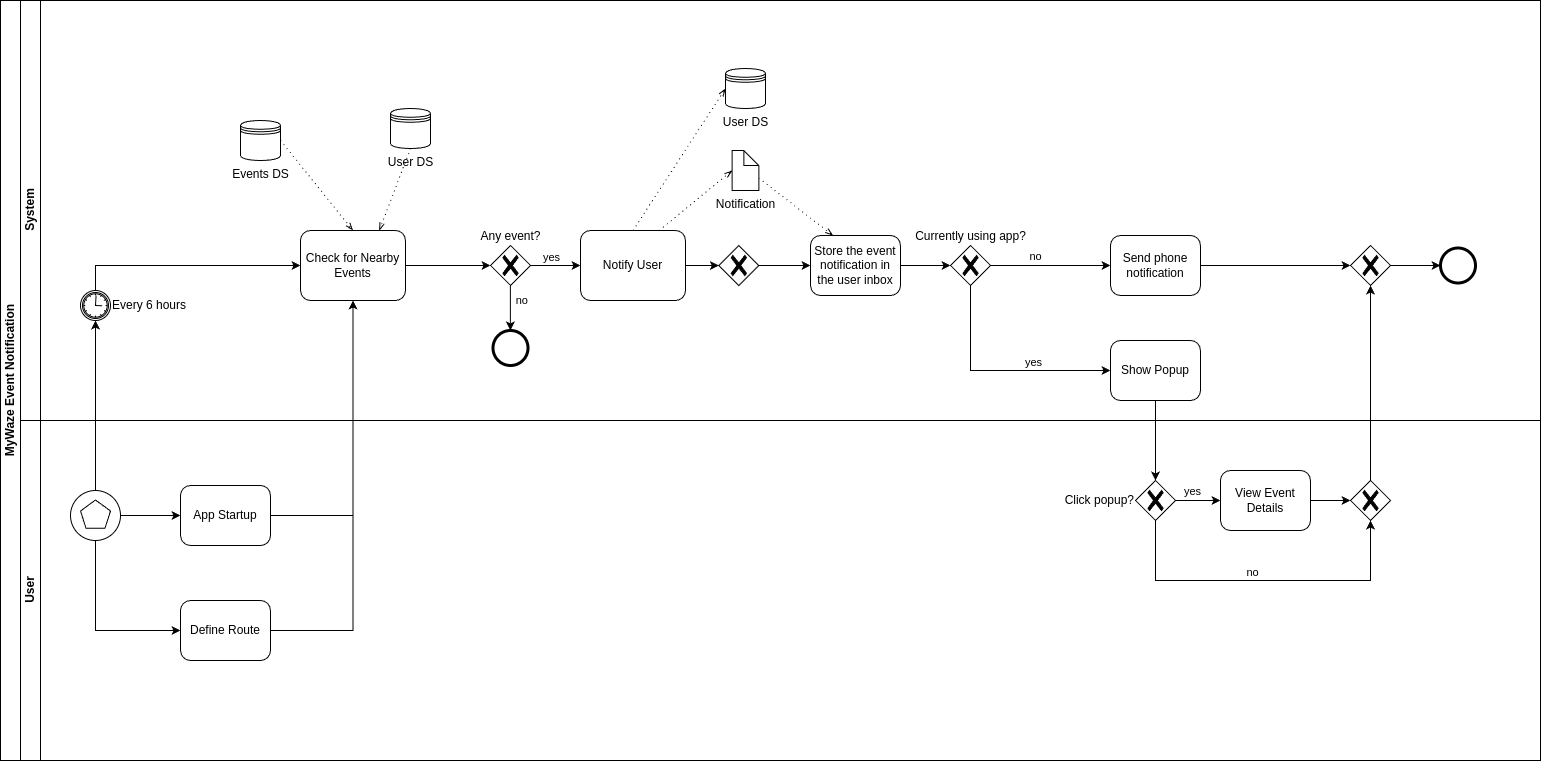 MyWaze Event Notification
System
User
User DS
Events DS
User DS
Notification
Every 6 hours
Check for Nearby
Events
Any event?
yes
no
Notify User
Store the event
notification in
the user inbox
Currently using app?
no
yes
Send phone
notification
Show Popup
App Startup
Define Route
Click popup?
yes
no
View Event
Details